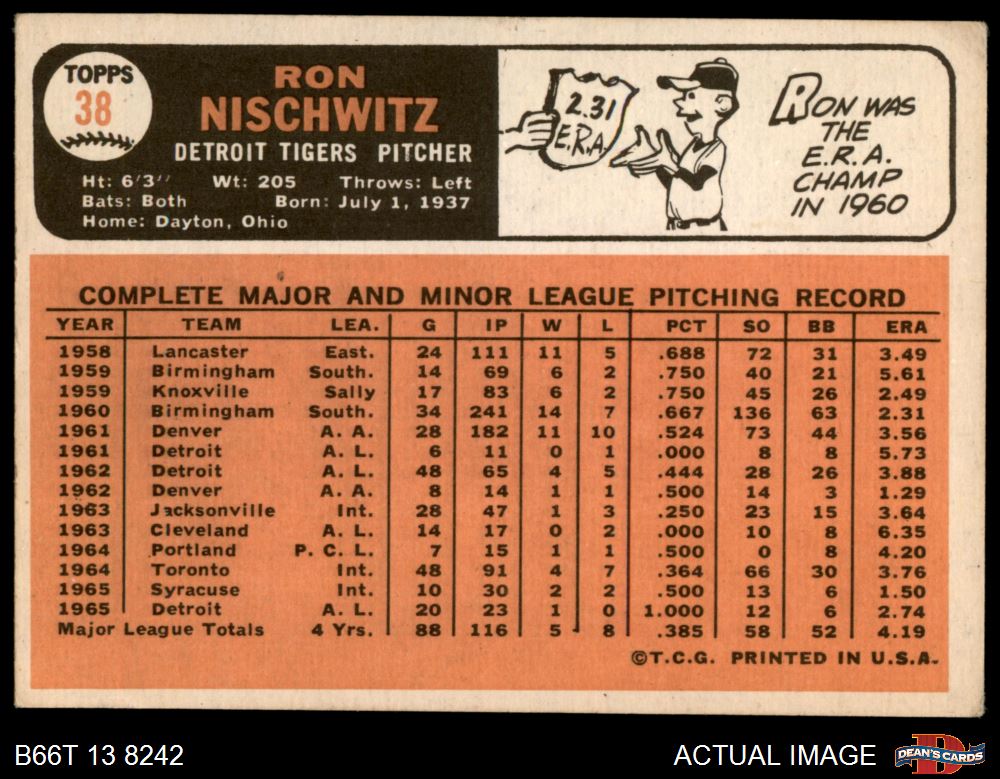 TOPPS
38
RON
NISCHWITZ
DETROIT TIGERS PITCHER
Ht: 6'3" Wt: 205 Throws: Left
Bats: Both Born: July 1, 1937
Home: Dayton, Ohio
2.31
E.R.A.
RON WAS
THE
E.R.A.
CHAMP
IN 1960
COMPLETE MAJOR AND MINOR LEAGUE PITCHING RECORD
YEAR TEAM LEA. G IP W L PCT SO BB ERA
1958 Lancaster East. 24 111 11 5 .688 72 31 3.49
1959 Birmingham South. 14 69 6 2 .750 40 21 5.61
1959 Knoxville Sally 17 83 6 2 .750 45 26 2.49
1960 Birmingham South. 34 241 14 7 .667 136 63 2.31
1961 Denver A. A. 28 182 11 10 .524 73 44 3.56
1961 Detroit A. L. 6 11 0 1 .000 8 8 5.73
1962 Detroit A. L. 48 65 4 5 .444 28 26 3.88
1962 Denver A. A. 8 14 1 1 .500 14 3 1.29
1963 Jacksonville Int. 28 47 1 3 .250 23 15 3.64
1963 Cleveland A. L. 14 17 0 2 .000 10 8 6.35
1964 Portland P. C. L. 7 15 1 1 .500 0 8 4.20
1964 Toronto Int. 48 91 4 7 .364 66 30 3.76
1965 Syracuse Int. 10 30 2 2 .500 13 6 1.50
1965 Detroit A. L. 20 23 1 0 1.000 12 6 2.74
Major League Totals 4 Yrs. 88 116 5 8 .385 58 52 4.19
©T.C.G. PRINTED IN U.S.A.
B66T 13 8242 ACTUAL IMAGE DEAN'S CARDS